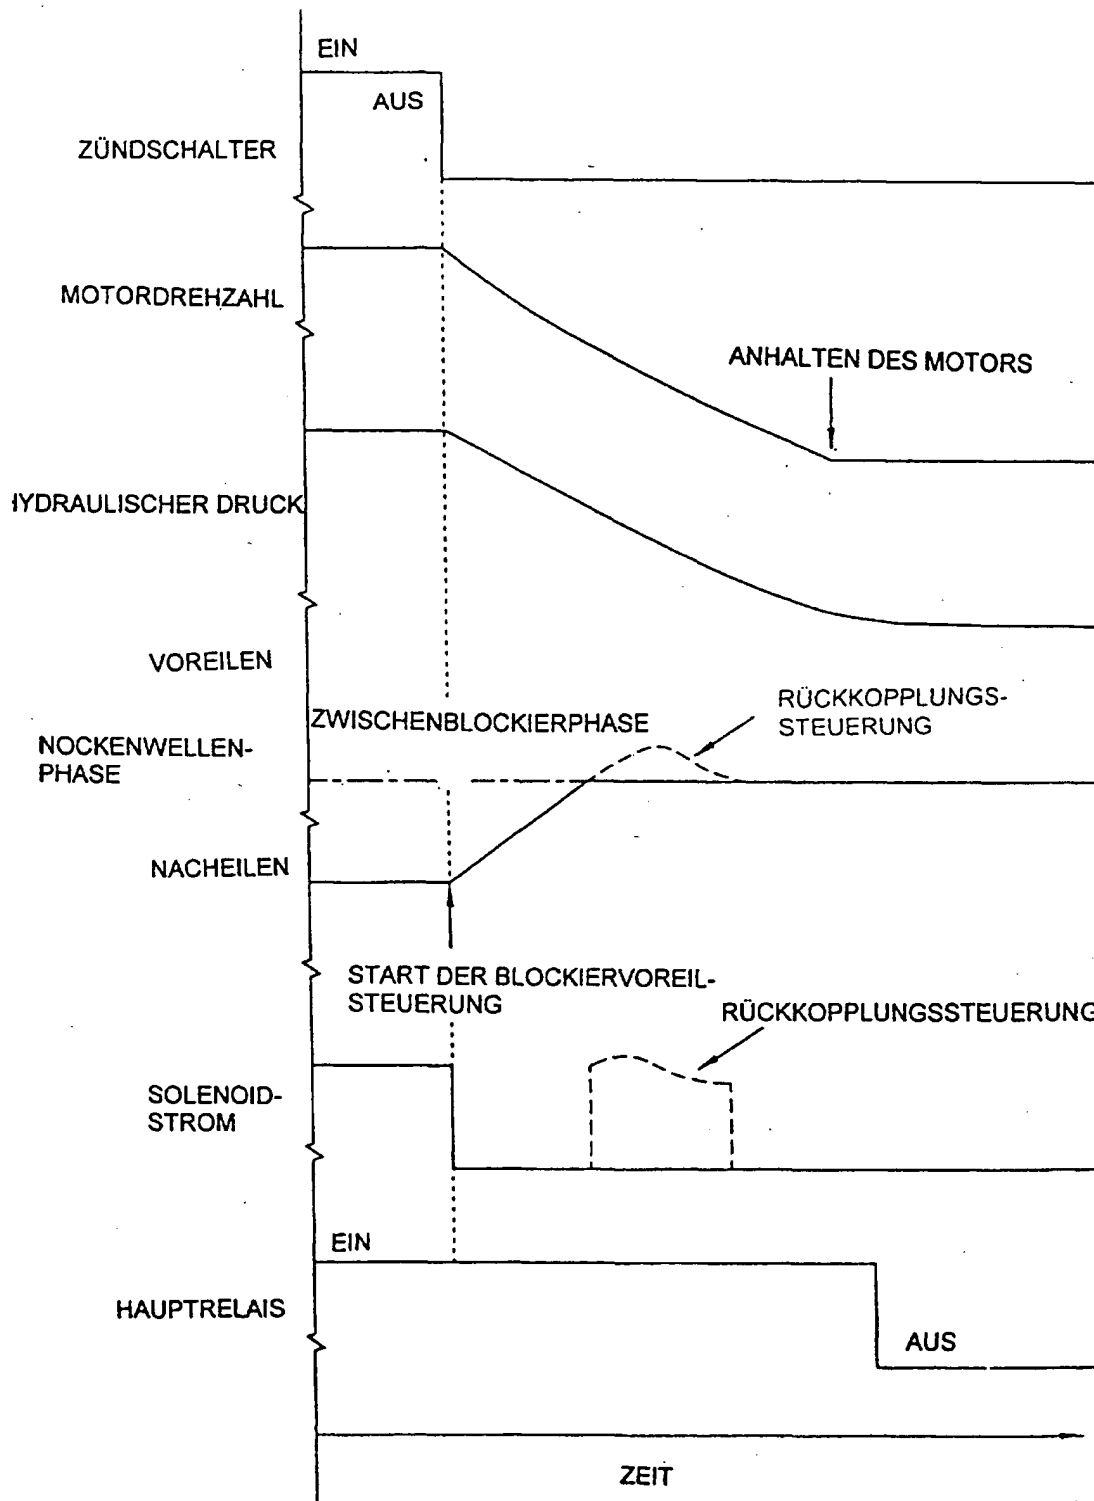 EIN
AUS
ZÜNDSCHALTER
MOTORDREHZAHL
ANHALTEN DES MOTORS
HYDRAULISCHER DRUCK
VOREILEN
ZWISCHENBLOCKIERPHASE
RÜCKKOPPLUNGS-
STEUERUNG
NOCKENWELLEN-
PHASE
NACHEILEN
START DER BLOCKIERVOREIL-
STEUERUNG
RÜCKKOPPLUNGSSTEUERUNG
SOLENOID-
STROM
EIN
HAUPTRELAIS
AUS
ZEIT